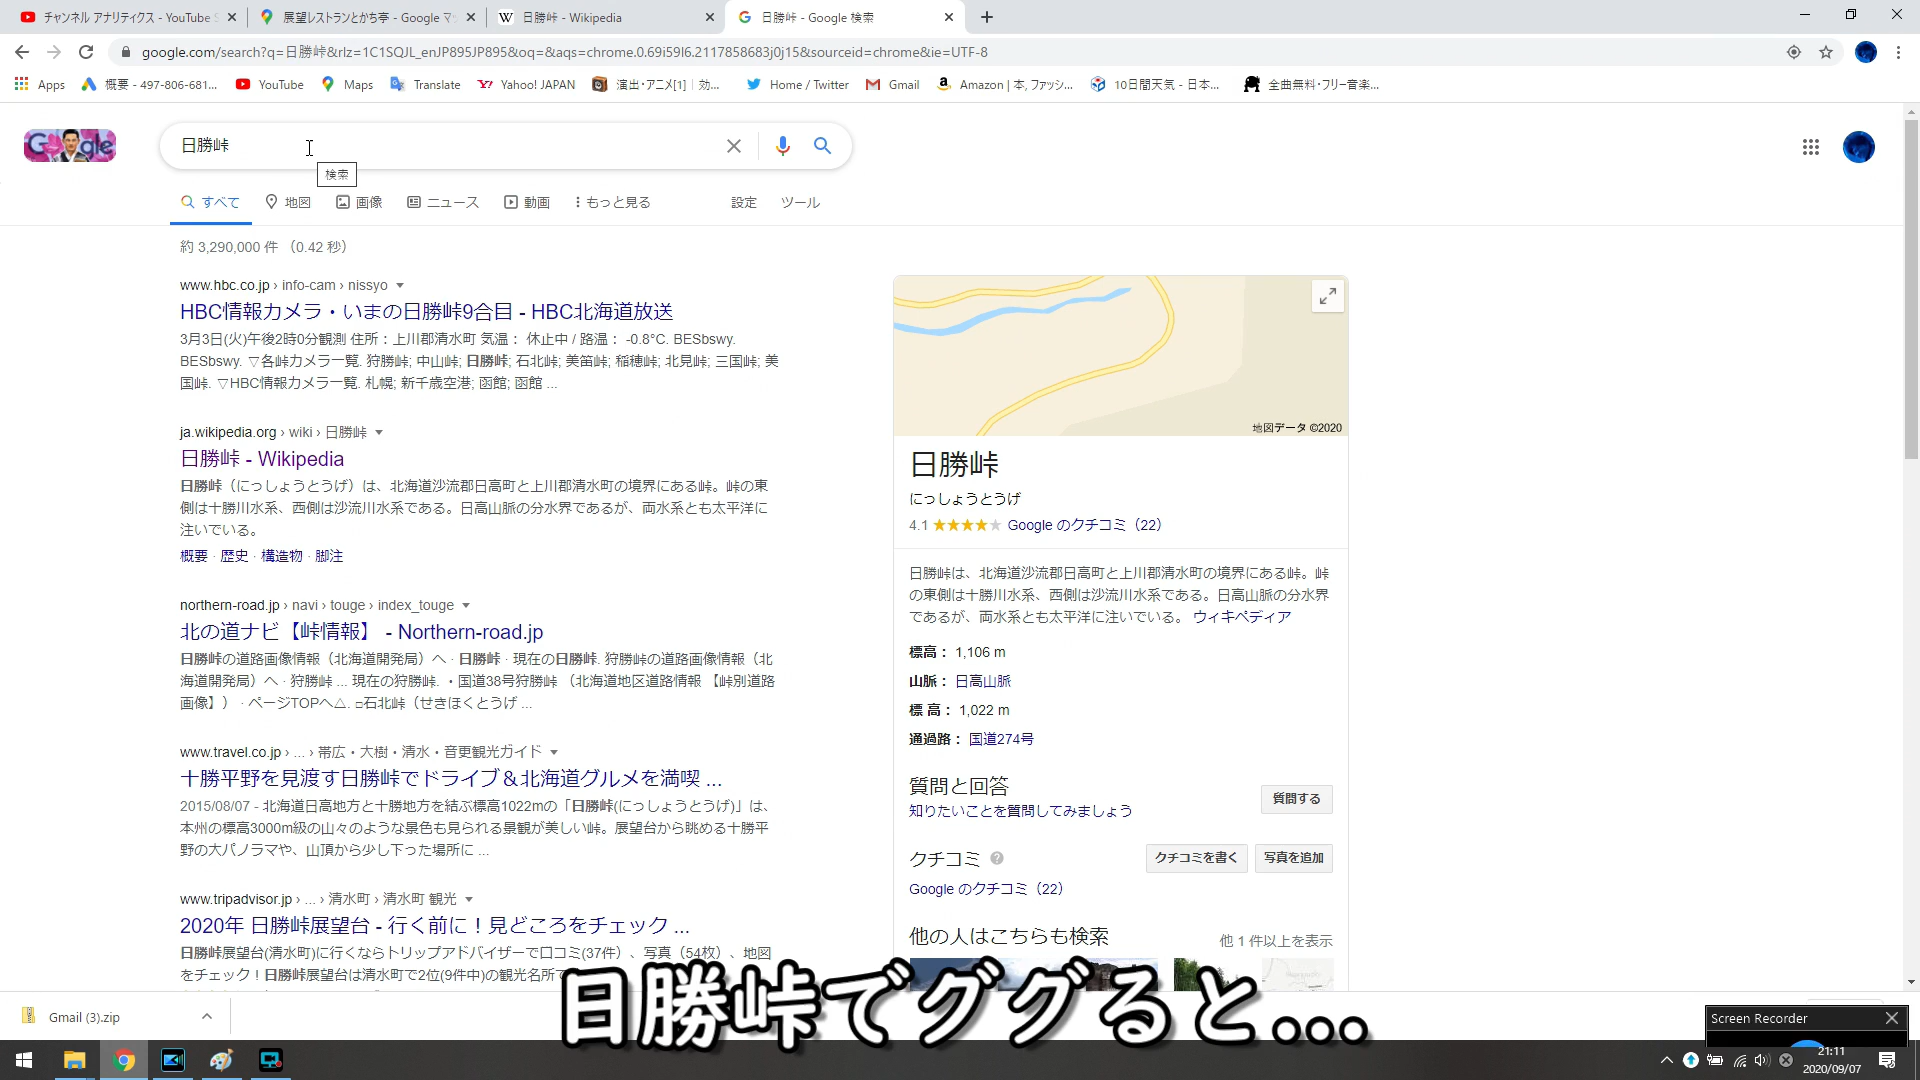 チャンネル アナリティクス - YouTube S
展望レストランとかち亭 - Google マッ
日勝峠 - Wikipedia
日勝峠 - Google 検索
google.com/search?q=日勝峠&rlz=1C1SQJL_enJP895JP895&oq=&aqs=chrome.0.69i59l6.2117858683j0j15&sourceid=chrome&ie=UTF-8
Apps
概要 - 497-806-681...
YouTube
Maps
Translate
Yahoo! JAPAN
演出・アニメ[1]｜効...
Home / Twitter
Gmail
Amazon | 本, ファッシ...
10日間天気 - 日本...
全曲無料・フリー音楽...
日勝峠
検索
すべて
地図
画像
ニュース
動画
もっと見る
設定
ツール
約 3,290,000 件 （0.42 秒）
www.hbc.co.jp › info-cam › nissyo
HBC情報カメラ・いまの日勝峠9合目 - HBC北海道放送
3月3日(火)午後2時0分観測 住所：上川郡清水町 気温： 休止中 / 路温： -0.8°C. BESbswy.
BESbswy. ▽各峠カメラ一覧. 狩勝峠; 中山峠; 日勝峠; 石北峠; 美笛峠; 稲穂峠; 北見峠; 三国峠; 美
国峠. ▽HBC情報カメラ一覧. 札幌; 新千歳空港; 函館; 函館 ...
ja.wikipedia.org › wiki › 日勝峠
日勝峠 - Wikipedia
日勝峠（にっしょうとうげ）は、北海道沙流郡日高町と上川郡清水町の境界にある峠。峠の東
側は十勝川水系、西側は沙流川水系である。日高山脈の分水界であるが、両水系とも太平洋に
注いでいる。
概要 · 歴史 · 構造物 · 脚注
northern-road.jp › navi › touge › index_touge
北の道ナビ【峠情報】 - Northern-road.jp
日勝峠の道路画像情報（北海道開発局）へ · 日勝峠 · 現在の日勝峠. 狩勝峠の道路画像情報（北
海道開発局）へ · 狩勝峠 ... 現在の狩勝峠. ・国道38号狩勝峠 （北海道地区道路情報 【峠別道路
画像】） · ページTOPへ△. □石北峠（せきほくとうげ ...
www.travel.co.jp › ... › 帯広・大樹・清水・音更観光ガイド
十勝平野を見渡す日勝峠でドライブ＆北海道グルメを満喫 ...
2015/08/07 - 北海道日高地方と十勝地方を結ぶ標高1022mの「日勝峠(にっしょうとうげ)」は、
本州の標高3000m級の山々のような景色も見られる景観が美しい峠。展望台から眺める十勝平
野の大パノラマや、山頂から少し下った場所に ...
www.tripadvisor.jp › ... › 清水町 › 清水町 観光
2020年 日勝峠展望台 - 行く前に！見どころをチェック ...
日勝峠展望台(清水町)に行くならトリップアドバイザーで口コミ(37件）、写真（54枚）、地図
をチェック！日勝峠展望台は清水町で2位(9件中)の観光名所で
地図データ ©2020
日勝峠
にっしょうとうげ
4.1 ★★★★★ Google のクチコミ（22）
日勝峠は、北海道沙流郡日高町と上川郡清水町の境界にある峠。峠
の東側は十勝川水系、西側は沙流川水系である。日高山脈の分水界
であるが、両水系とも太平洋に注いでいる。 ウィキペディア
標高： 1,106 m
山脈： 日高山脈
標 高： 1,022 m
通過路： 国道274号
質問と回答
知りたいことを質問してみましょう
質問する
クチコミ
クチコミを書く
写真を追加
Google のクチコミ（22）
他の人はこちらも検索
他 1 件以上を表示
日勝峠でググると…
Gmail (3).zip
Screen Recorder
21:11
2020/09/07